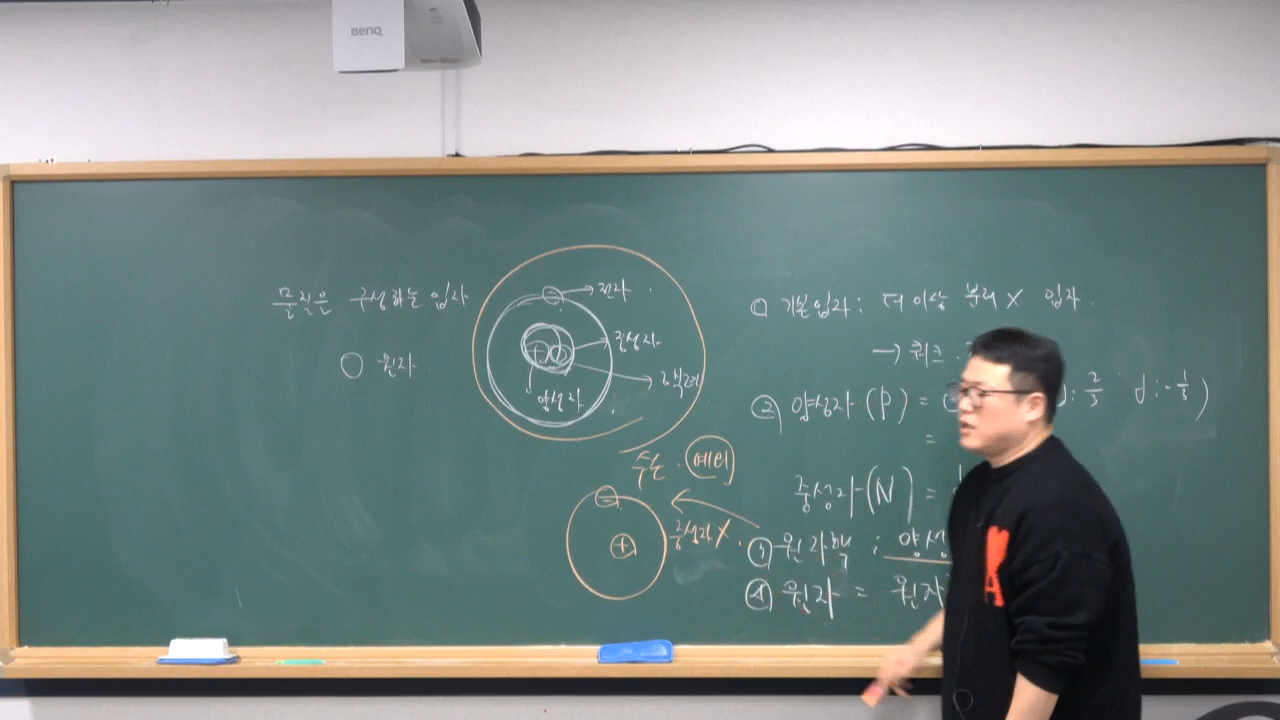 BenQ
물질을 구성하는 입자
○ 원자
⊖ → 전자
중성자
양성자
수소 예외
⊖
⊕
중성자 X
① 기본입자 : 더 이상 분리 X 입자
→ 쿼크
② 양성자 (P) =
: 2/3 d : -1/3 )
=
중성자 (N) =
③ 원자핵 ; 양성
④ 원자 = 원자